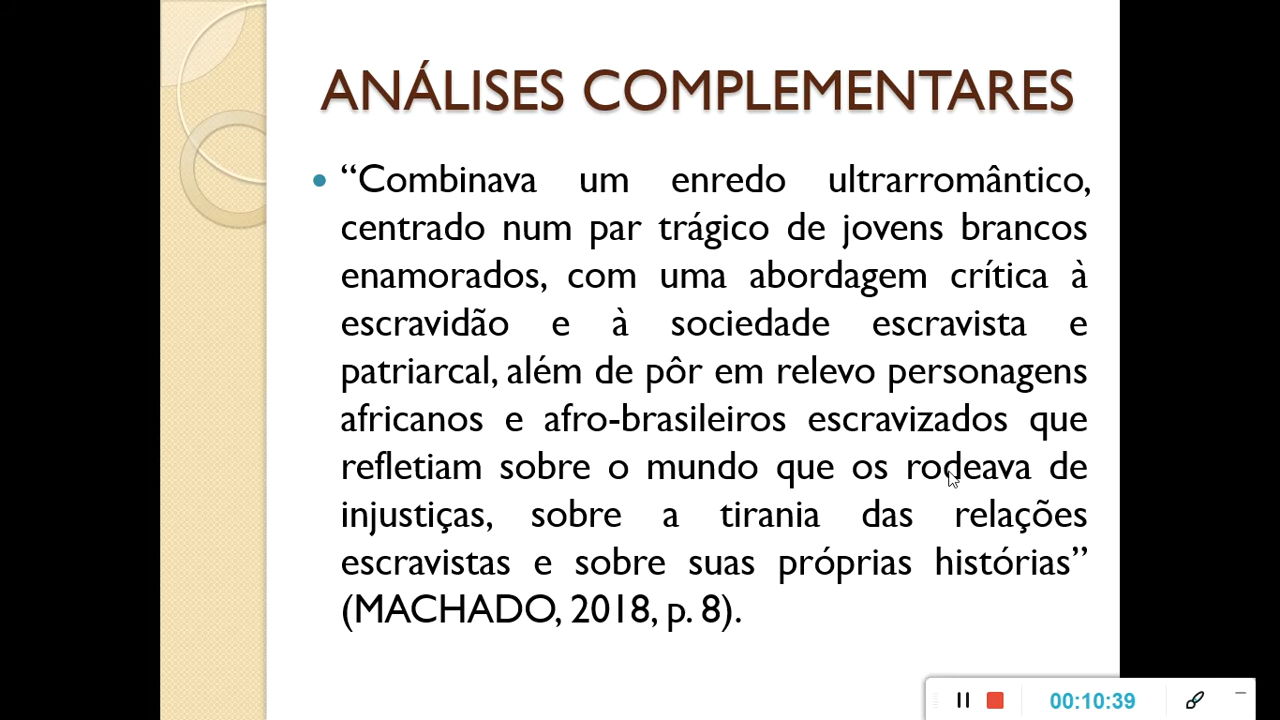 ANÁLISES COMPLEMENTARES
• “Combinava um enredo ultrarromântico,
centrado num par trágico de jovens brancos
enamorados, com uma abordagem crítica à
escravidão e à sociedade escravista e
patriarcal, além de pôr em relevo personagens
africanos e afro-brasileiros escravizados que
refletiam sobre o mundo que os rodeava de
injustiças, sobre a tirania das relações
escravistas e sobre suas próprias histórias”
(MACHADO, 2018, p. 8).
00:10:39